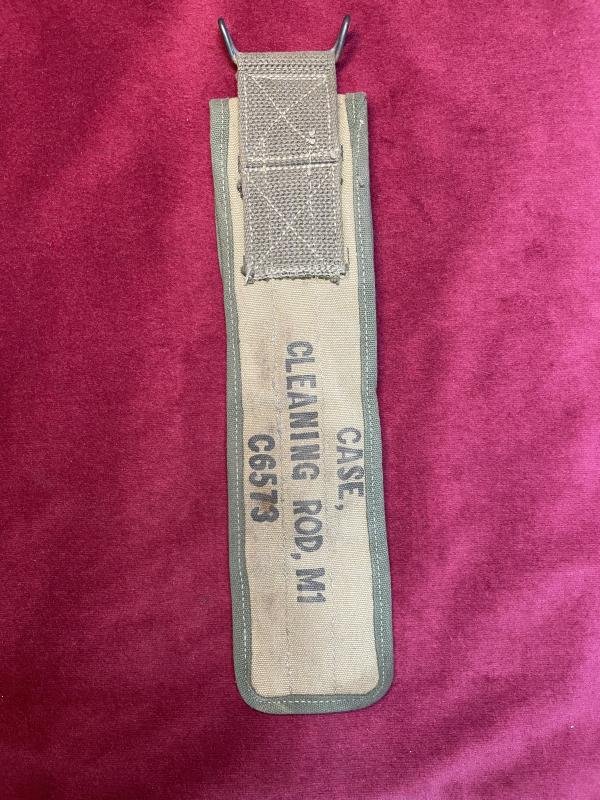 CASE,
CLEANING ROD, M1
C6573